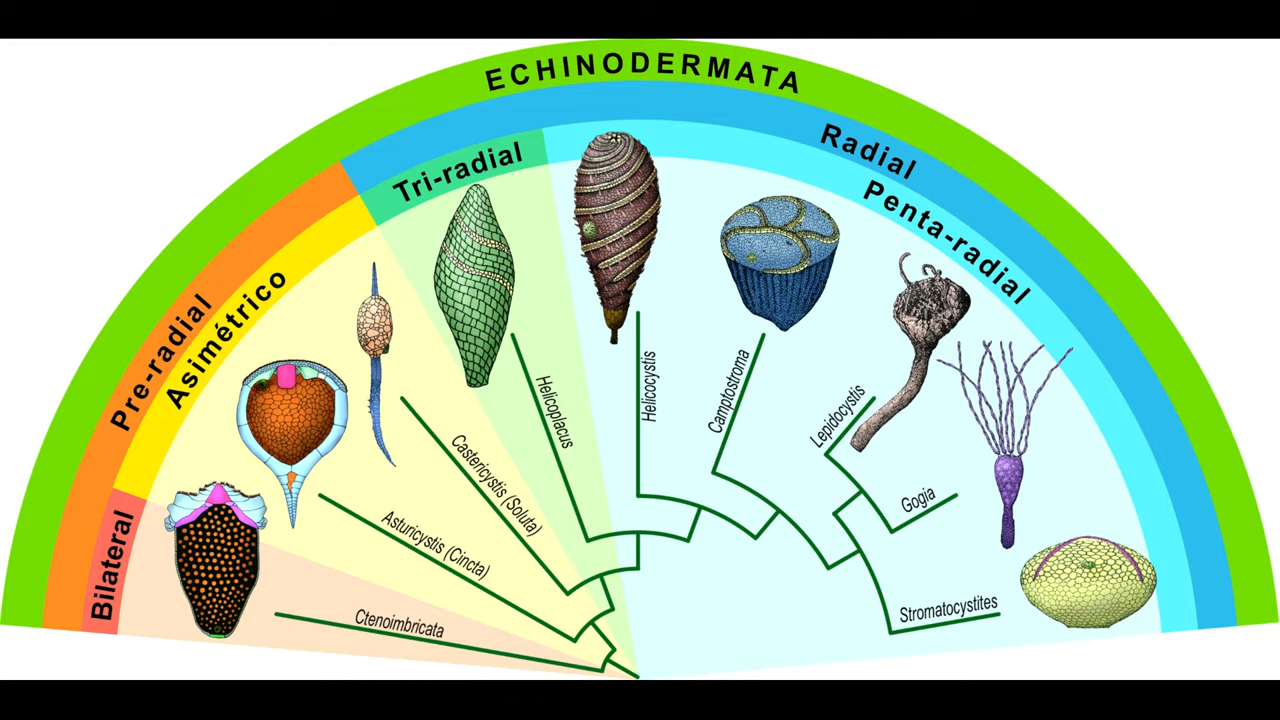 ECHINODERMATA
Radial
Penta-radial
Tri-radial
Pre-radial
Asimétrico
Bilateral
Ctenoimbricata
Asturicystis (Cincta)
Castericystis (Soluta)
Helicoplacus
Helicocystis
Camptostroma
Lepidocystis
Gogia
Stromatocystites